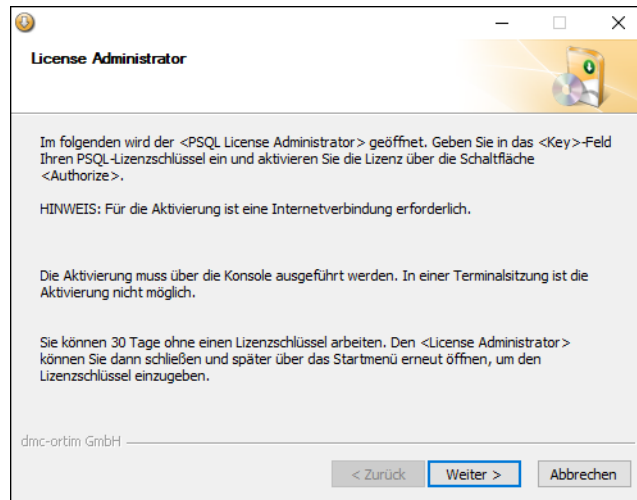 License Administrator
Im folgenden wird der <PSQL License Administrator> geöffnet. Geben Sie in das <Key>-Feld
Ihren PSQL-Lizenzschlüssel ein und aktivieren Sie die Lizenz über die Schaltfläche
<Authorize>.
HINWEIS: Für die Aktivierung ist eine Internetverbindung erforderlich.
Die Aktivierung muss über die Konsole ausgeführt werden. In einer Terminalsitzung ist die
Aktivierung nicht möglich.
Sie können 30 Tage ohne einen Lizenzschlüssel arbeiten. Den <License Administrator>
können Sie dann schließen und später über das Startmenü erneut öffnen, um den
Lizenzschlüssel einzugeben.
dmc-ortim GmbH
< Zurück Weiter > Abbrechen